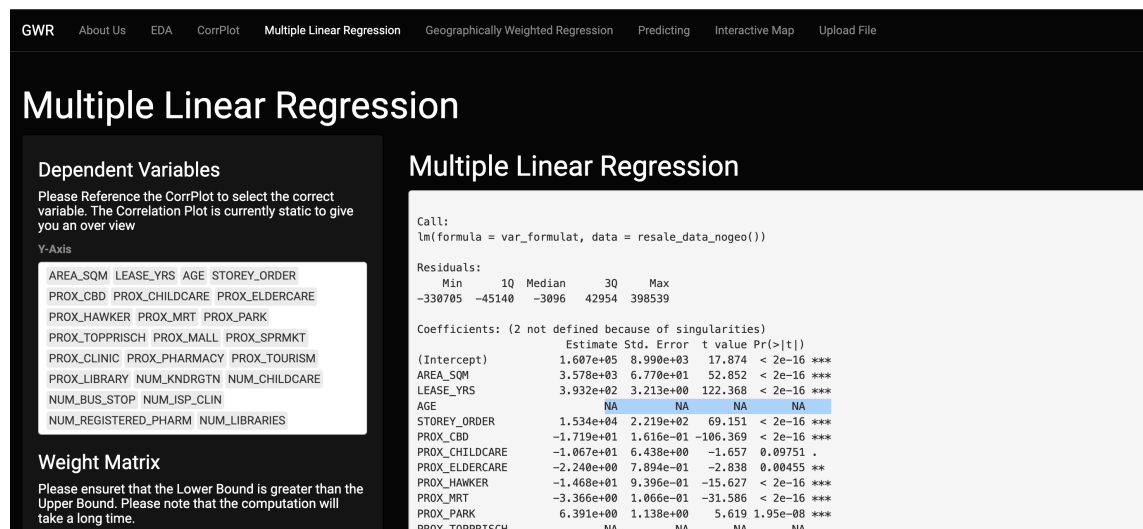 GWR About Us EDA CorrPlot Multiple Linear Regression Geographically Weighted Regression Predicting Interactive Map Upload File
Multiple Linear Regression
Dependent Variables
Please Reference the CorrPlot to select the correct
variable. The Correlation Plot is currently static to give
you an over view
Y-Axis
AREA_SQM LEASE_YRS AGE STOREY_ORDER
PROX_CBD PROX_CHILDCARE PROX_ELDERCARE
PROX_HAWKER PROX_MRT PROX_PARK
PROX_TOPPRISCH PROX_MALL PROX_SPRMKT
PROX_CLINIC PROX_PHARMACY PROX_TOURISM
PROX_LIBRARY NUM_KNDRGTN NUM_CHILDCARE
NUM_BUS_STOP NUM_ISP_CLIN
NUM_REGISTERED_PHARM NUM_LIBRARIES
Weight Matrix
Please ensuret that the Lower Bound is greater than the
Upper Bound. Please note that the computation will
take a long time.
Multiple Linear Regression
Call:
lm(formula = var_formulat, data = resale_data_nogeo())
Residuals:
Min 1Q Median 3Q Max
-330705 -45140 -3096 42954 398539
Coefficients: (2 not defined because of singularities)
Estimate Std. Error t value Pr(>|t|)
(Intercept) 1.607e+05 8.990e+03 17.874 < 2e-16 ***
AREA_SQM 3.578e+03 6.770e+01 52.852 < 2e-16 ***
LEASE_YRS 3.932e+02 3.213e+00 122.368 < 2e-16 ***
AGE NA NA NA NA
STOREY_ORDER 1.534e+04 2.219e+02 69.151 < 2e-16 ***
PROX_CBD -1.719e+01 1.616e-01 -106.369 < 2e-16 ***
PROX_CHILDCARE -1.067e+01 6.438e+00 -1.657 0.09751 .
PROX_ELDERCARE -2.240e+00 7.894e-01 -2.838 0.00455 **
PROX_HAWKER -1.468e+01 9.396e-01 -15.627 < 2e-16 ***
PROX_MRT -3.366e+00 1.066e-01 -31.586 < 2e-16 ***
PROX_PARK 6.391e+00 1.138e+00 5.619 1.95e-08 ***
PROX_TOPPRISCH NA NA NA NA